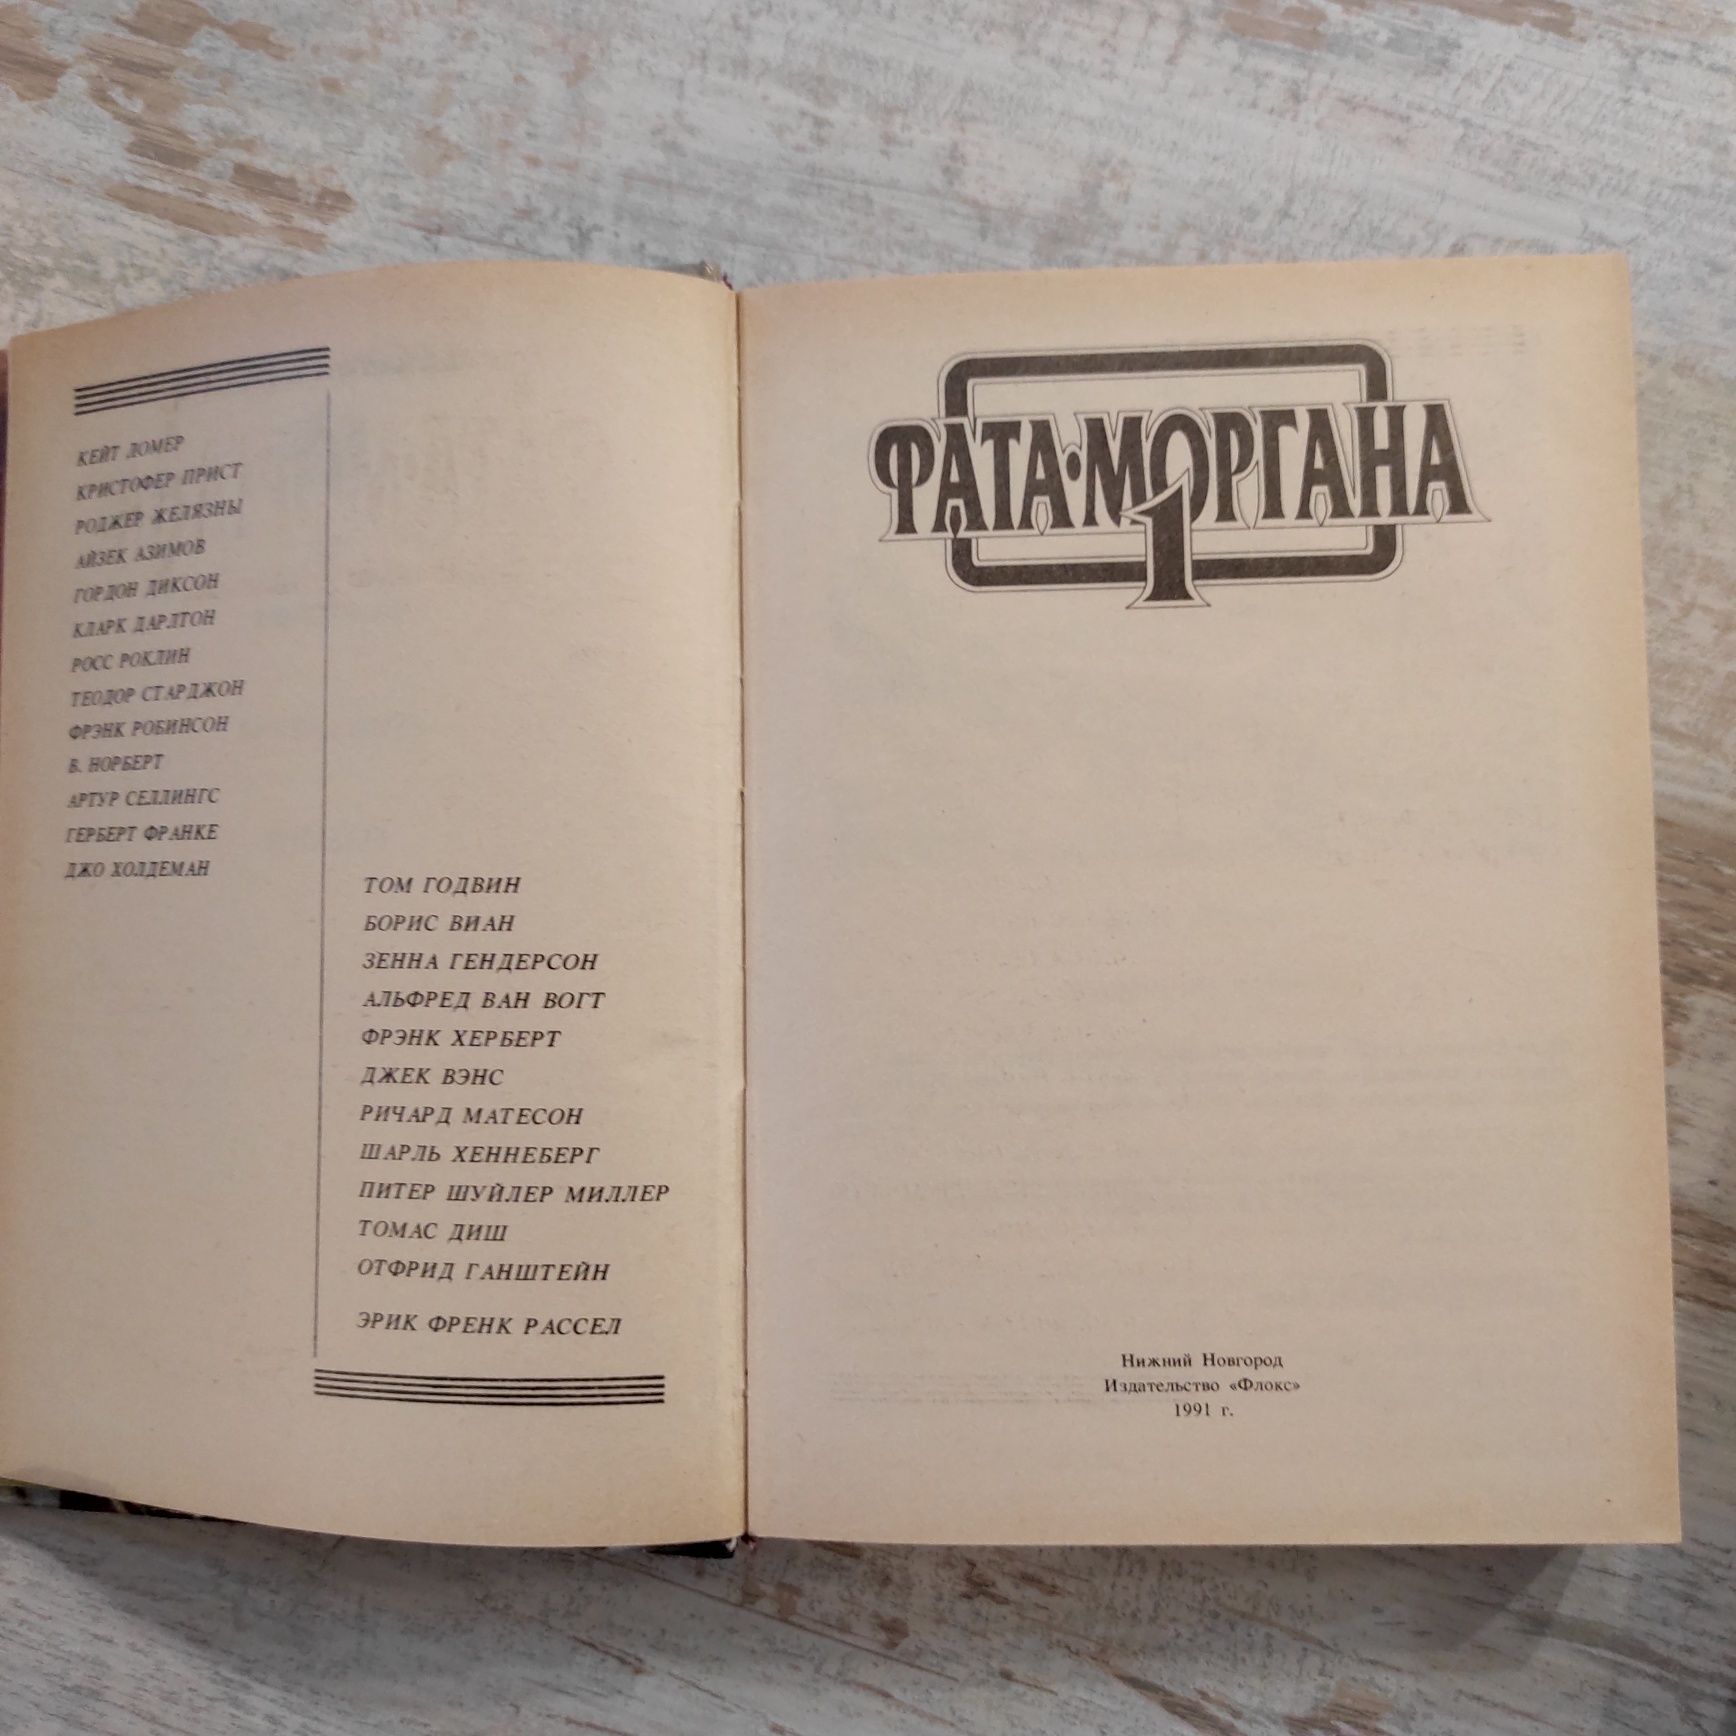 КЕЙТ ЛОМЕР
КРИСТОФЕР ПРИСТ
РОДЖЕР ЖЕЛЯЗНЫ
АЙЗЕК АЗИМОВ
ГОРДОН ДИКСОН
КЛАРК ДАРЛТОН
РОСС РОКЛИН
ТЕОДОР СТАРДЖОН
ФРЭНК РОБИНСОН
В. НОРБЕРТ
АРТУР СЕЛЛИНГС
ГЕРБЕРТ ФРАНКЕ
ДЖО ХОЛДЕМАН
ТОМ ГОДВИН
БОРИС ВИАН
ЗЕННА ГЕНДЕРСОН
АЛЬФРЕД ВАН ВОГТ
ФРЭНК ХЕРБЕРТ
ДЖЕК ВЭНС
РИЧАРД МАТЕСОН
ШАРЛЬ ХЕННЕБЕРГ
ПИТЕР ШУЙЛЕР МИЛЛЕР
ТОМАС ДИШ
ОТФРИД ГАНШТЕЙН
ЭРИК ФРЕНК РАССЕЛ
ФАТА·МОРГАНА
1
Нижний Новгород
Издательство «Флокс»
1991 г.